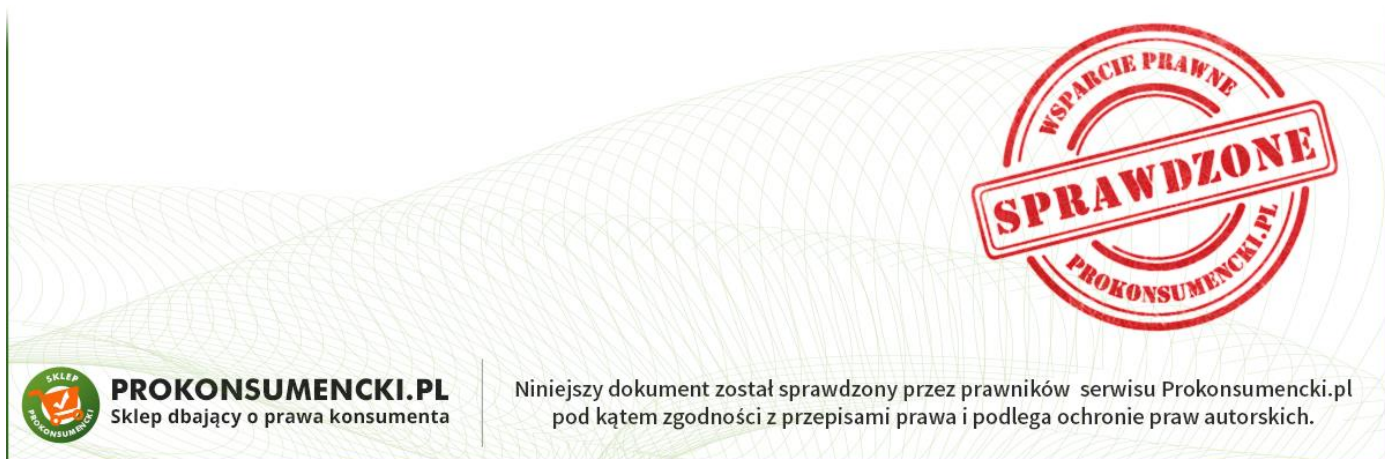 WSPARCIE PRAWNE
SPRAWDZONE
PROKONSUMENCKI.PL
SKLEP
PROKONSUMENCKI
PROKONSUMENCKI.PL
Sklep dbający o prawa konsumenta
Niniejszy dokument został sprawdzony przez prawników serwisu Prokonsumencki.pl
pod kątem zgodności z przepisami prawa i podlega ochronie praw autorskich.